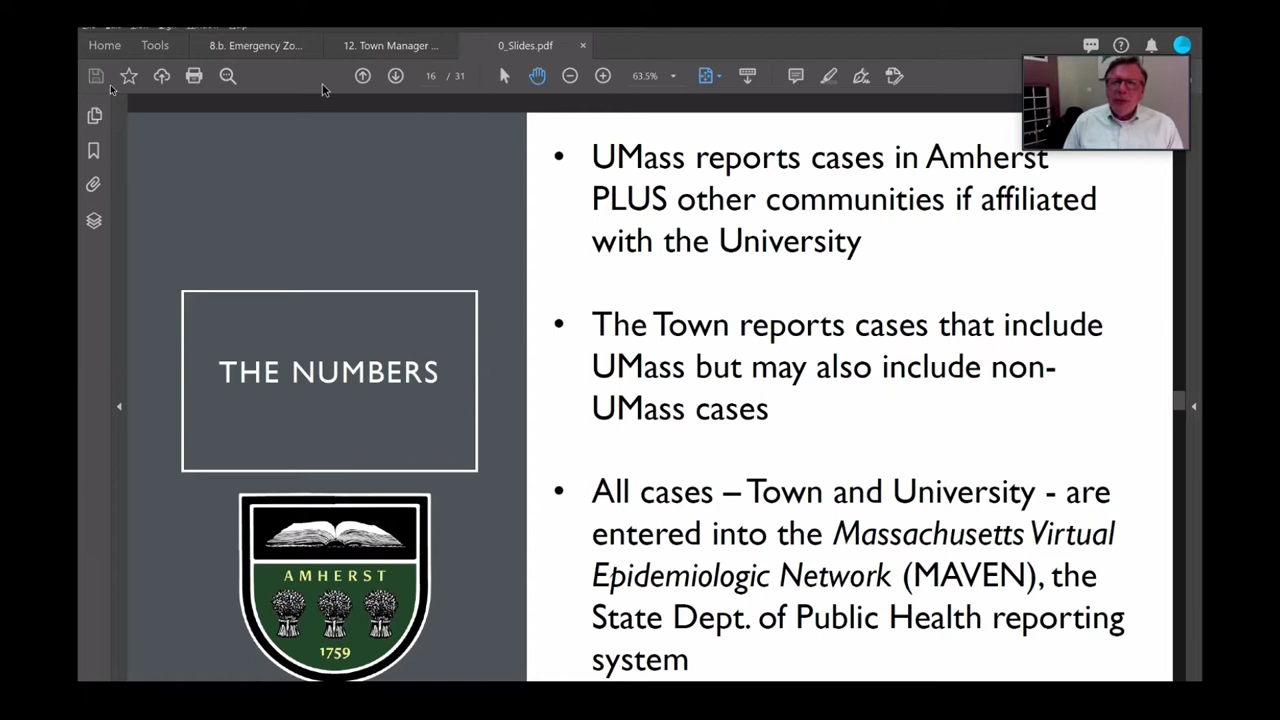 Home
Tools
8.b. Emergency Zo...
12. Town Manager ...
0_Slides.pdf
×
16 / 31
63.5%
THE NUMBERS
AMHERST
1759
• UMass reports cases in Amherst
PLUS other communities if affiliated
with the University
• The Town reports cases that include
UMass but may also include non-
UMass cases
• All cases – Town and University - are
entered into the Massachusetts Virtual
Epidemiologic Network (MAVEN), the
State Dept. of Public Health reporting
system